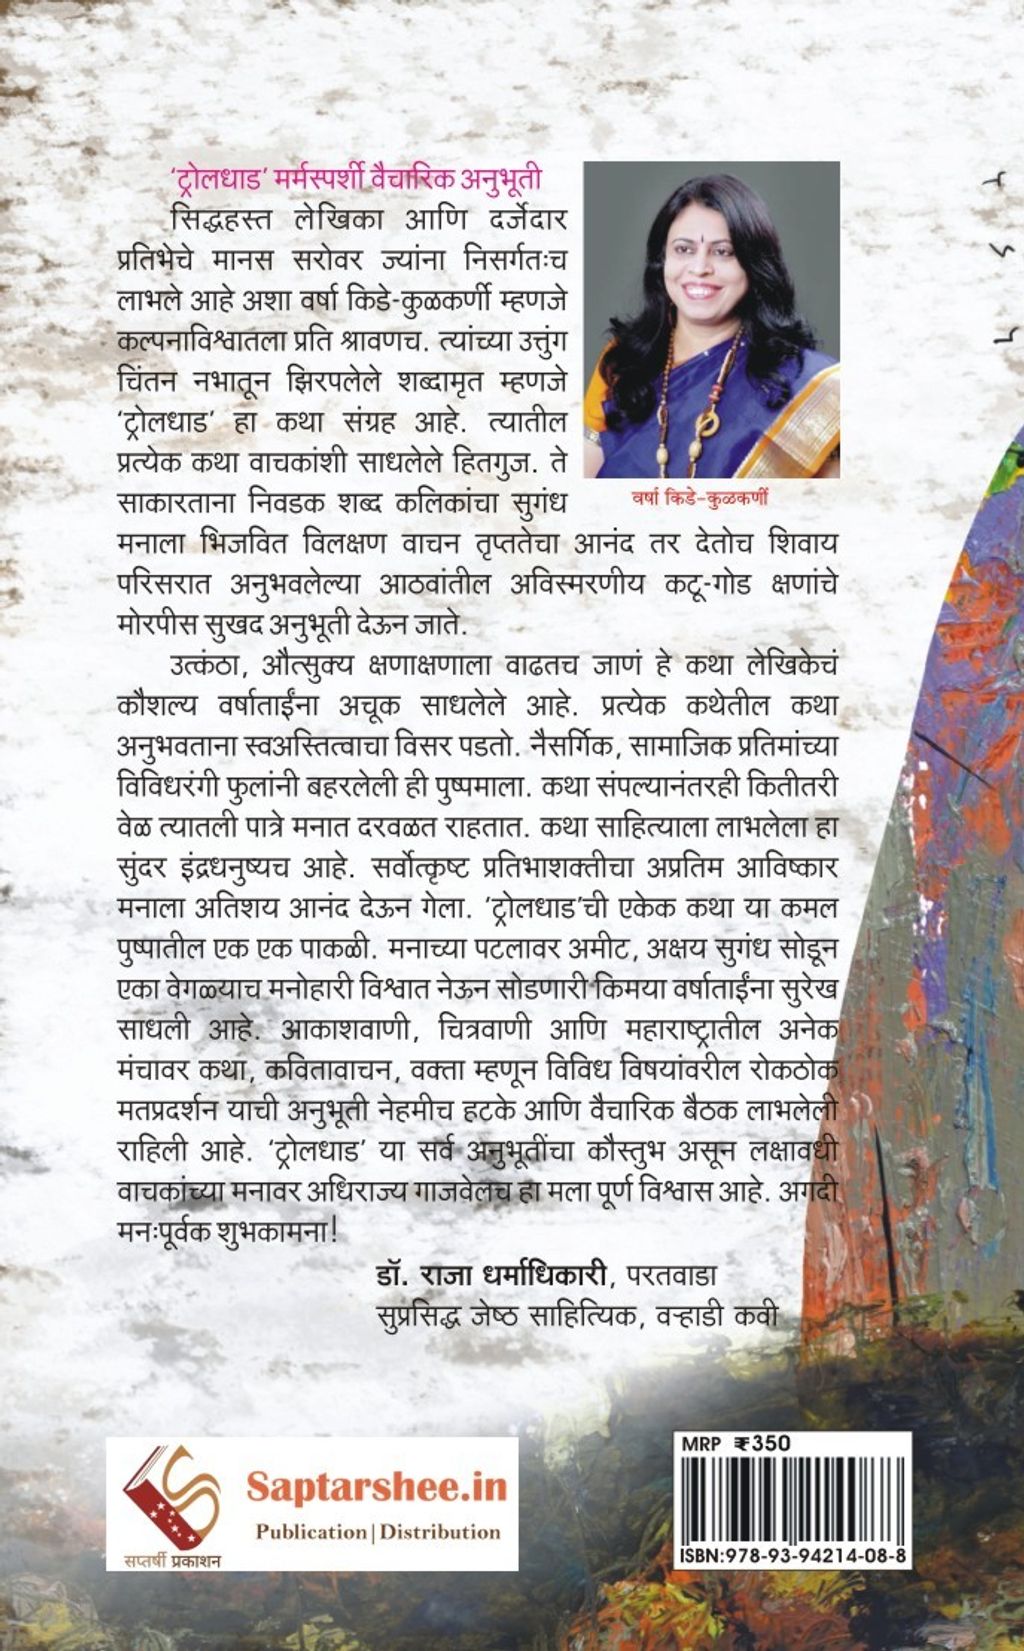 ‘ट्रोलधाड’ मर्मस्पर्शी वैचारिक अनुभूती
सिद्धहस्त लेखिका आणि दर्जेदार
प्रतिभेचे मानस सरोवर ज्यांना निसर्गतःच
लाभले आहे अशा वर्षा किडे-कुळकर्णी म्हणजे
कल्पनाविश्वातला प्रति श्रावणच. त्यांच्या उत्तुंग
चिंतन नभातून झिरपलेले शब्दामृत म्हणजे
‘ट्रोलधाड’ हा कथा संग्रह आहे. त्यातील
प्रत्येक कथा वाचकांशी साधलेले हितगुज. ते
साकारताना निवडक शब्द कलिकांचा सुगंध
मनाला भिजवित विलक्षण वाचन तृप्ततेचा आनंद तर देतोच शिवाय
परिसरात अनुभवलेल्या आठवांतील अविस्मरणीय कटू-गोड क्षणांचे
मोरपीस सुखद अनुभूती देऊन जाते.
वर्षा किडे-कुळकर्णी
उत्कंठा, औत्सुक्य क्षणाक्षणाला वाढतच जाणं हे कथा लेखिकेचं
कौशल्य वर्षाताईंना अचूक साधलेले आहे. प्रत्येक कथेतील कथा
अनुभवताना स्वअस्तित्वाचा विसर पडतो. नैसर्गिक, सामाजिक प्रतिमांच्या
विविधरंगी फुलांनी बहरलेली ही पुष्पमाला. कथा संपल्यानंतरही कितीतरी
वेळ त्यातली पात्रे मनात दरवळत राहतात. कथा साहित्याला लाभलेला हा
सुंदर इंद्रधनुष्यच आहे. सर्वोत्कृष्ट प्रतिभाशक्तीचा अप्रतिम आविष्कार
मनाला अतिशय आनंद देऊन गेला. ‘ट्रोलधाड’ची एकेक कथा या कमल
पुष्पातील एक एक पाकळी. मनाच्या पटलावर अमीट, अक्षय सुगंध सोडून
एका वेगळ्याच मनोहारी विश्वात नेऊन सोडणारी किमया वर्षाताईंना सुरेख
साधली आहे. आकाशवाणी, चित्रवाणी आणि महाराष्ट्रातील अनेक
मंचावर कथा, कवितावाचन, वक्ता म्हणून विविध विषयांवरील रोकठोक
मतप्रदर्शन याची अनुभूती नेहमीच हटके आणि वैचारिक बैठक लाभलेली
राहिली आहे. ‘ट्रोलधाड’ या सर्व अनुभूतींचा कौस्तुभ असून लक्षावधी
वाचकांच्या मनावर अधिराज्य गाजवेलच हा मला पूर्ण विश्वास आहे. अगदी
मनःपूर्वक शुभकामना!
डॉ. राजा धर्माधिकारी, परतवाडा
सुप्रसिद्ध जेष्ठ साहित्यिक, वऱ्हाडी कवी
Saptarshee.in
Publication|Distribution
सप्तर्षी प्रकाशन
MRP ₹350
ISBN:978-93-94214-08-8